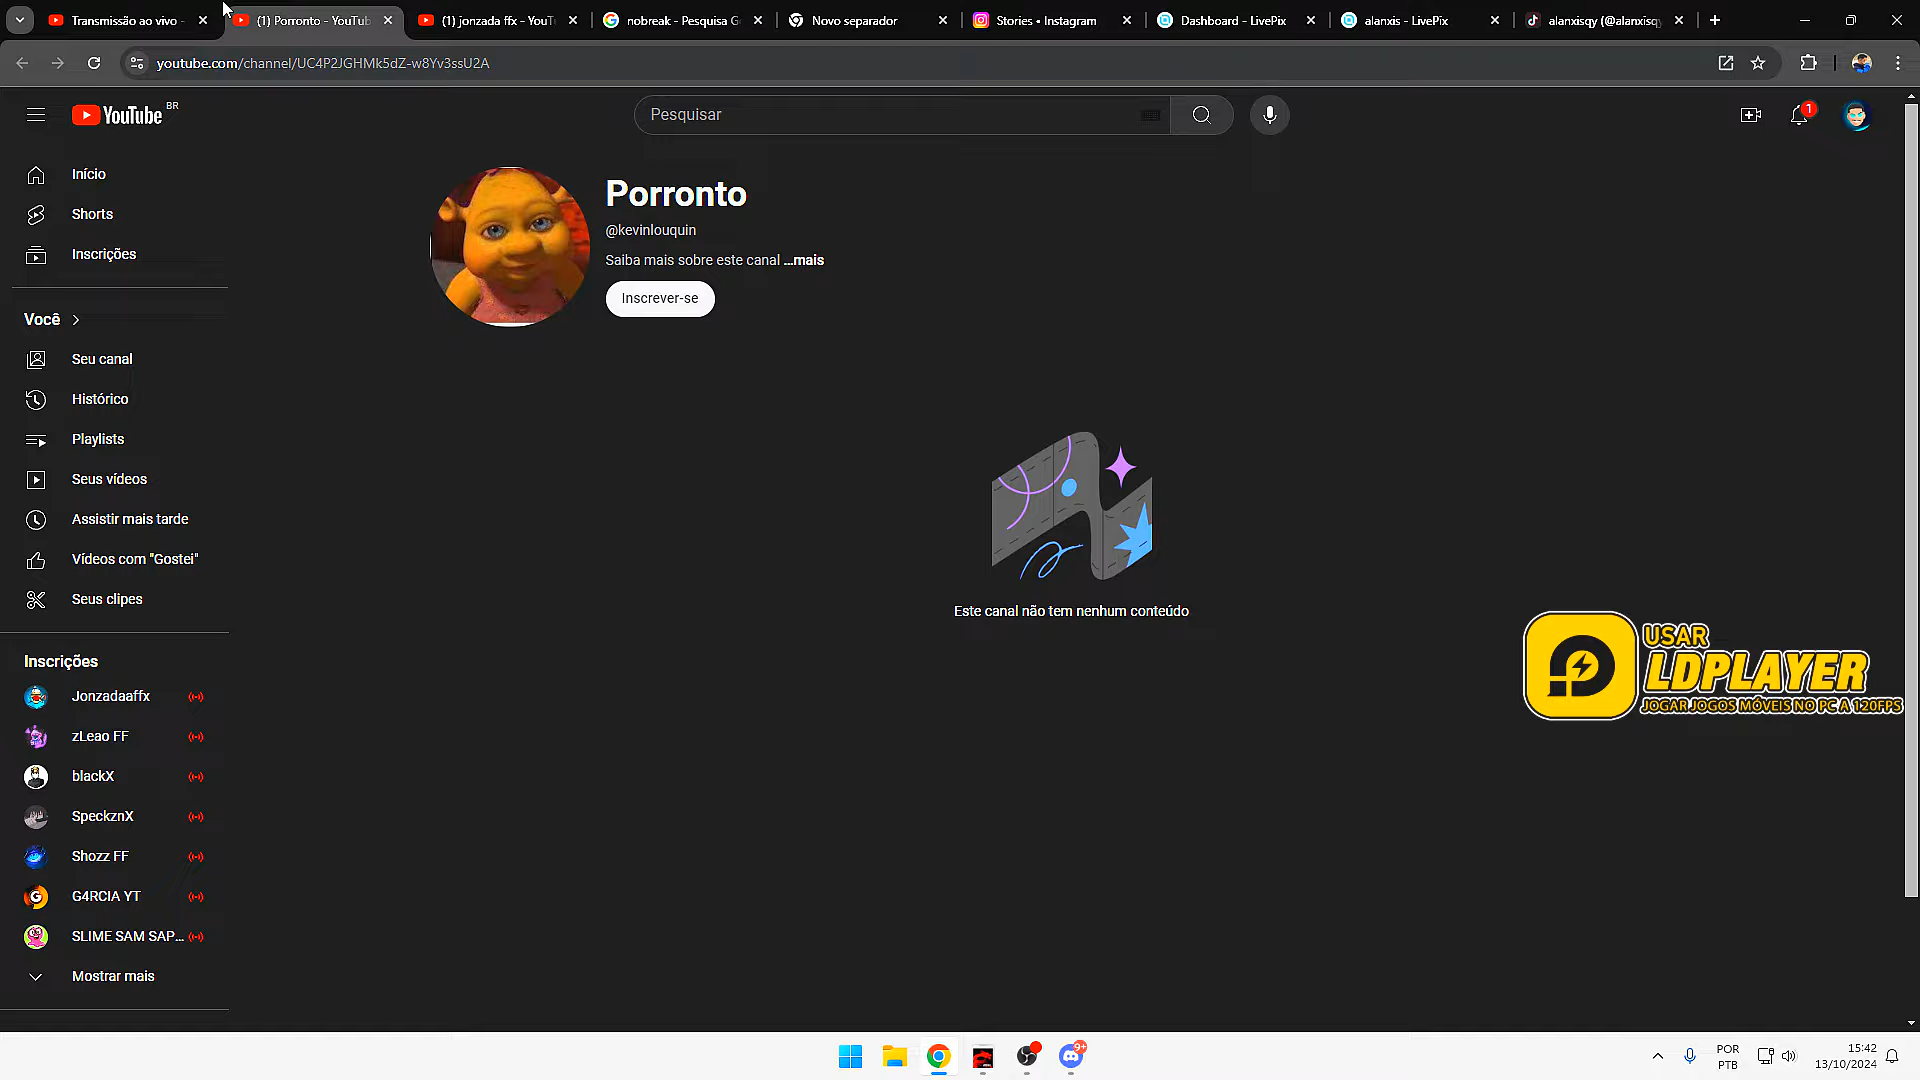 Transmissão ao vivo -
(1) Porronto - YouTub
(1) jonzada ffx - YouT
nobreak - Pesquisa G
Novo separador
Stories • Instagram
Dashboard - LivePix
alanxis - LivePix
alanxisqy (@alanxisqy
youtube.com/channel/UC4P2JGHMk5dZ-w8Yv3ssU2A
YouTube BR
Pesquisar
1
Início
Shorts
Inscrições
Você
Seu canal
Histórico
Playlists
Seus vídeos
Assistir mais tarde
Vídeos com "Gostei"
Seus clipes
Inscrições
Jonzadaaffx
zLeao FF
blackX
SpeckznX
Shozz FF
G4RCIA YT
SLIME SAM SAP...
Mostrar mais
Porronto
@kevinlouquin
Saiba mais sobre este canal ...mais
Inscrever-se
Este canal não tem nenhum conteúdo
USAR
LDPLAYER
JOGAR JOGOS MÓVEIS NO PC A 120FPS
9+
POR
PTB
15:42
13/10/2024